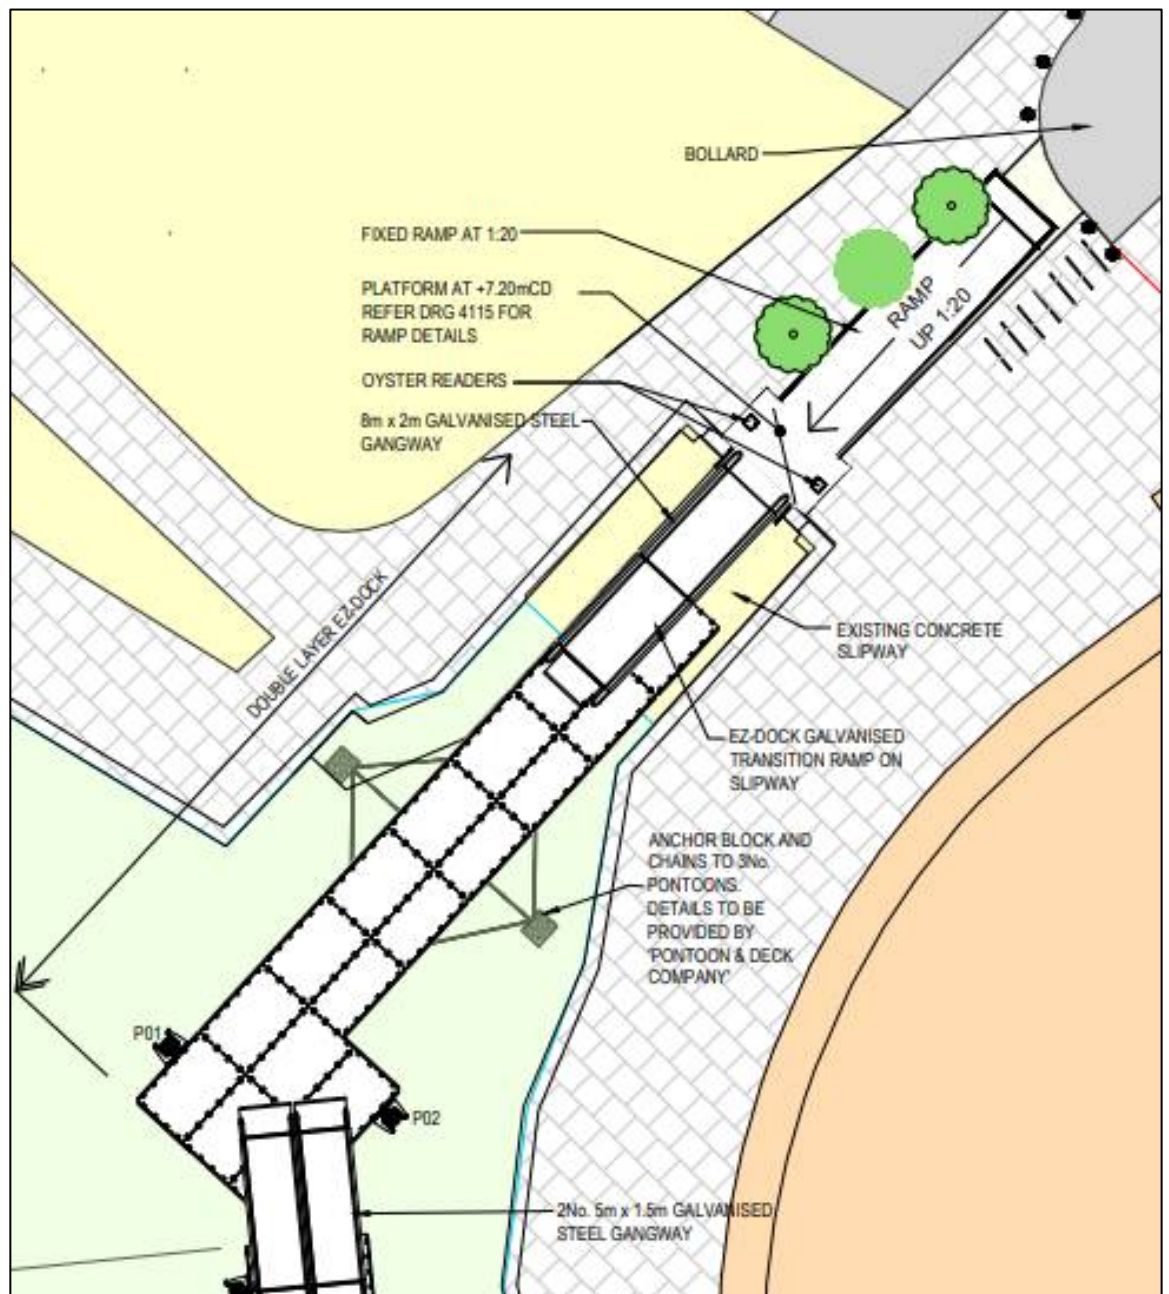 BOLLARD
FIXED RAMP AT 1:20
PLATFORM AT +7.20mCD
REFER DRG 4115 FOR
RAMP DETAILS
RAMP
UP 1:20
OYSTER READERS
8m x 2m GALVANISED STEEL
GANGWAY
DOUBLE LAYER EZ-DOCK
EXISTING CONCRETE
SLIPWAY
EZ-DOCK GALVANISED
TRANSITION RAMP ON
SLIPWAY
ANCHOR BLOCK AND
CHAINS TO 3No.
PONTOONS.
DETAILS TO BE
PROVIDED BY
'PONTOON & DECK
COMPANY'
P01
P02
2No. 5m x 1.5m GALVANISED
STEEL GANGWAY